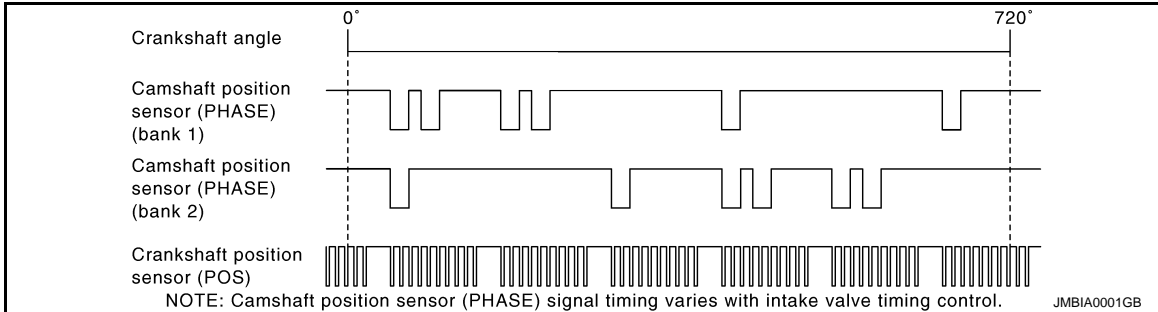 0˚ 720˚
Crankshaft angle
Camshaft position
sensor (PHASE)
(bank 1)
Camshaft position
sensor (PHASE)
(bank 2)
Crankshaft position
sensor (POS)
NOTE: Camshaft position sensor (PHASE) signal timing varies with intake valve timing control.
JMBIA0001GB